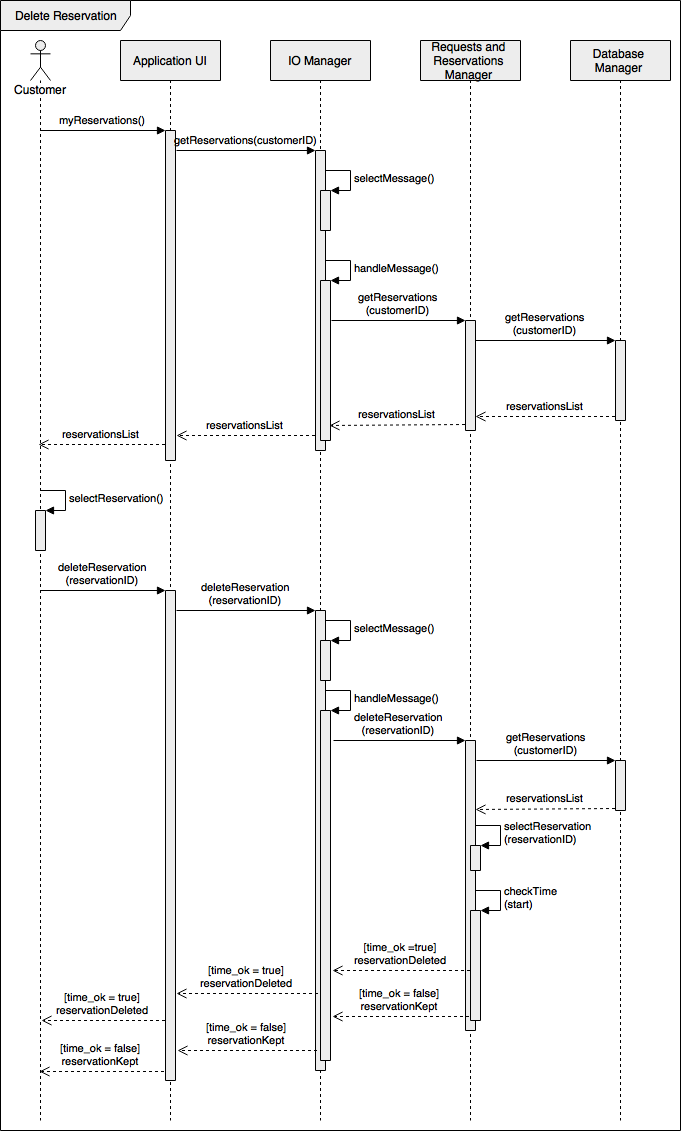 Delete Reservation
Customer
Application UI
IO Manager
Requests and
Reservations
Manager
Database
Manager
myReservations()
getReservations(customerID)
selectMessage()
handleMessage()
getReservations
(customerID)
getReservations
(customerID)
reservationsList
reservationsList
reservationsList
reservationsList
selectReservation()
deleteReservation
(reservationID)
deleteReservation
(reservationID)
selectMessage()
handleMessage()
deleteReservation
(reservationID)
getReservations
(customerID)
reservationsList
selectReservation
(reservationID)
checkTime
(start)
[time_ok =true]
reservationDeleted
[time_ok = true]
reservationDeleted
[time_ok = true]
reservationDeleted
[time_ok = false]
reservationKept
[time_ok = false]
reservationKept
[time_ok = false]
reservationKept